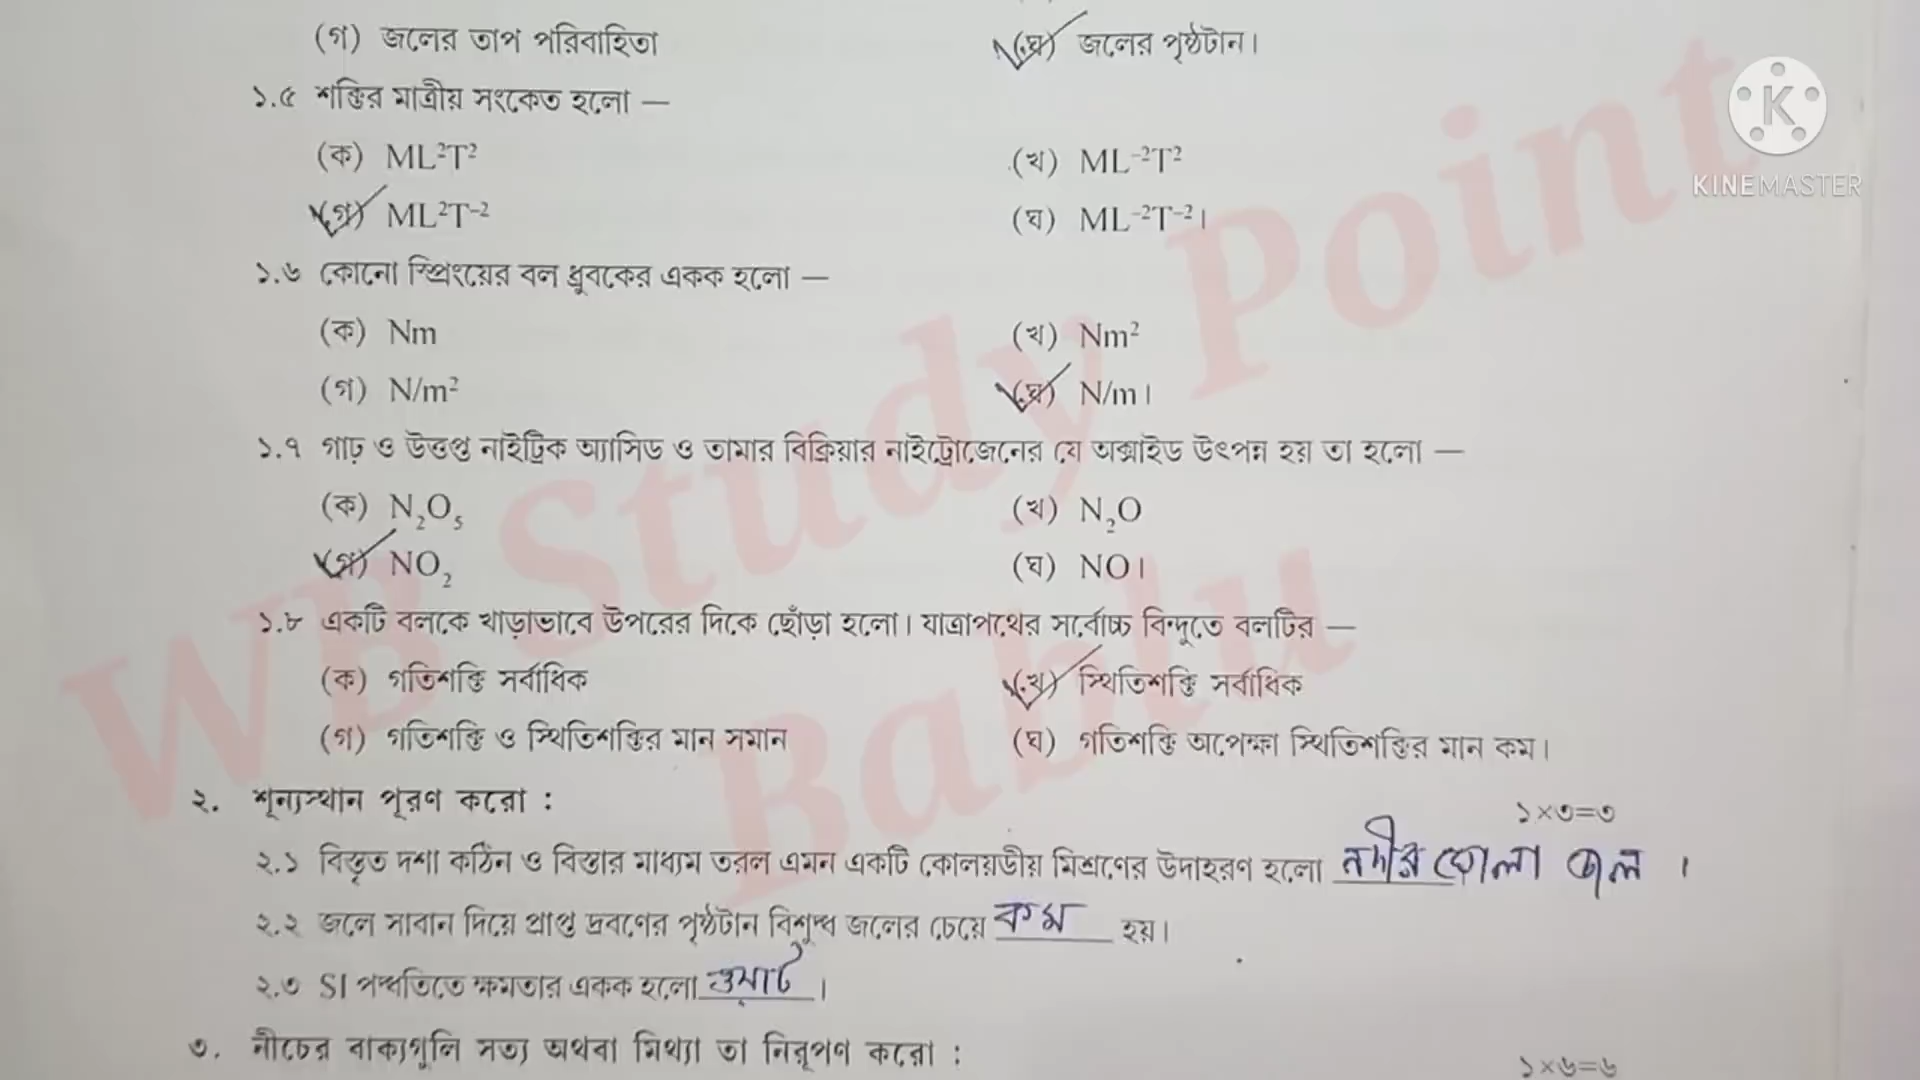 (গ) জলের তাপ পরিবাহিতা (ঘ) জলের পৃষ্ঠটান।
১.৫ শক্তির মাত্রীয় সংকেত হলো —
(ক) ML²T² (খ) ML⁻²T²
(গ) ML²T⁻² (ঘ) ML⁻²T⁻²।
১.৬ কোনো স্প্রিংয়ের বল ধ্রুবকের একক হলো —
(ক) Nm (খ) Nm²
(গ) N/m² (ঘ) N/m।
১.৭ গাঢ় ও উত্তপ্ত নাইট্রিক অ্যাসিড ও তামার বিক্রিয়ার নাইট্রোজেনের যে অক্সাইড উৎপন্ন হয় তা হলো —
(ক) N₂O₅ (খ) N₂O
(গ) NO₂ (ঘ) NO।
১.৮ একটি বলকে খাড়াভাবে উপরের দিকে ছোঁড়া হলো। যাত্রাপথের সর্বোচ্চ বিন্দুতে বলটির —
(ক) গতিশক্তি সর্বাধিক (খ) স্থিতিশক্তি সর্বাধিক
(গ) গতিশক্তি ও স্থিতিশক্তির মান সমান (ঘ) গতিশক্তি অপেক্ষা স্থিতিশক্তির মান কম।
২. শূন্যস্থান পূরণ করো : ১×৩=৩
২.১ বিস্তৃত দশা কঠিন ও বিস্তার মাধ্যম তরল এমন একটি কোলয়ডীয় মিশ্রণের উদাহরণ হলো নদীর ঘোলা জল ।
২.২ জলে সাবান দিয়ে প্রাপ্ত দ্রবণের পৃষ্ঠটান বিশুদ্ধ জলের চেয়ে কম হয়।
২.৩ SI পদ্ধতিতে ক্ষমতার একক হলো ওয়াট ।
৩. নীচের বাক্যগুলি সত্য অথবা মিথ্যা তা নিরূপণ করো : ১×৬=৬
WB Study Point
Bablu
K
KINEMASTER